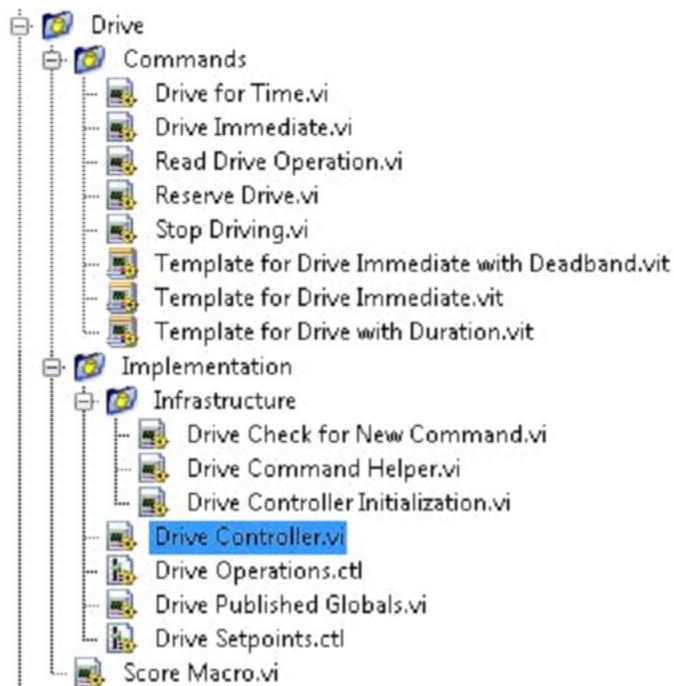 Drive
Commands
Drive for Time.vi
Drive Immediate.vi
Read Drive Operation.vi
Reserve Drive.vi
Stop Driving.vi
Template for Drive Immediate with Deadband.vit
Template for Drive Immediate.vit
Template for Drive with Duration.vit
Implementation
Infrastructure
Drive Check for New Command.vi
Drive Command Helper.vi
Drive Controller Initialization.vi
Drive Controller.vi
Drive Operations.ctl
Drive Published Globals.vi
Drive Setpoints.ctl
Score Macro.vi